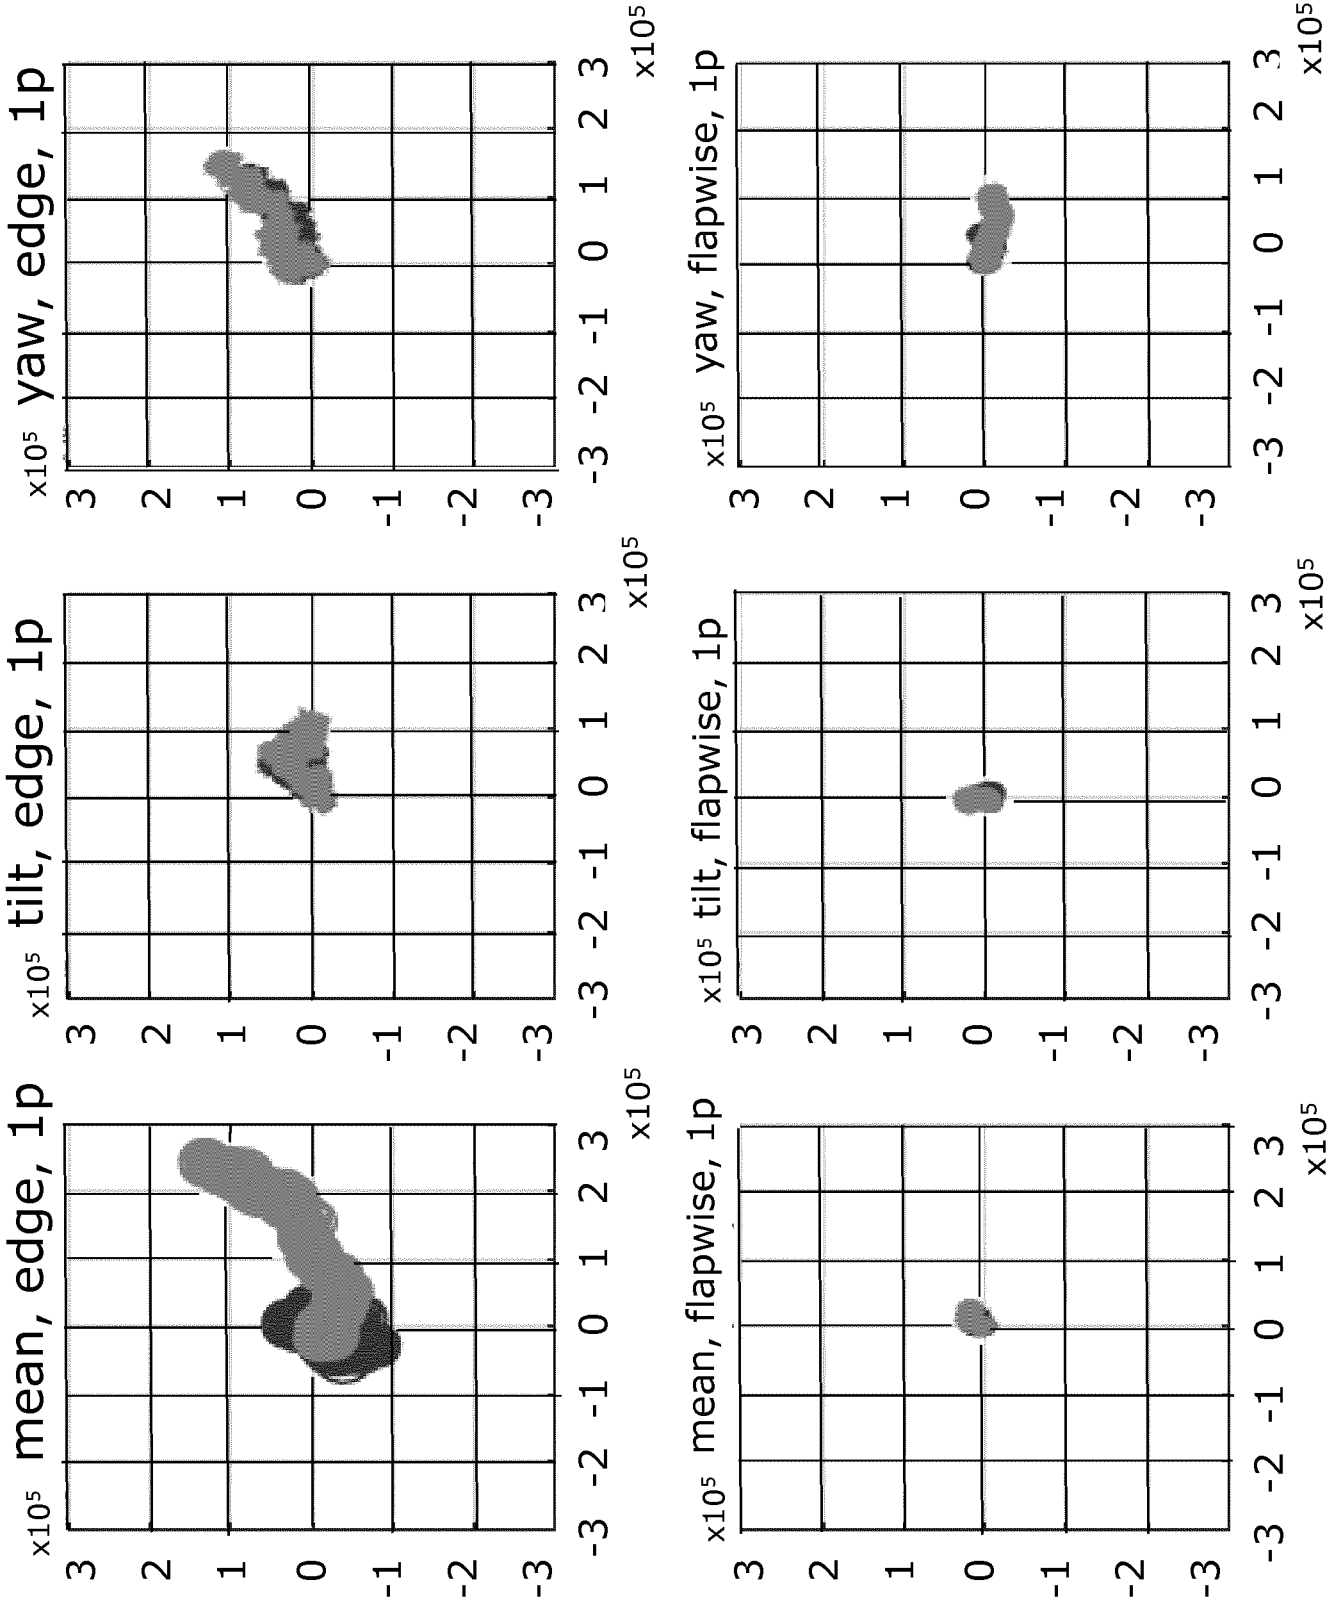 x10⁵ mean, edge, 1p
3
2
1
0
-1
-2
-3
-3 -2 -1 0 1 2 3
x10⁵
x10⁵ tilt, edge, 1p
3
2
1
0
-1
-2
-3
-3 -2 -1 0 1 2 3
x10⁵
x10⁵ yaw, edge, 1p
3
2
1
0
-1
-2
-3
-3 -2 -1 0 1 2 3
x10⁵
x10⁵ mean, flapwise, 1p
3
2
1
0
-1
-2
-3
-3 -2 -1 0 1 2 3
x10⁵
x10⁵ tilt, flapwise, 1p
3
2
1
0
-1
-2
-3
-3 -2 -1 0 1 2 3
x10⁵
x10⁵ yaw, flapwise, 1p
3
2
1
0
-1
-2
-3
-3 -2 -1 0 1 2 3
x10⁵